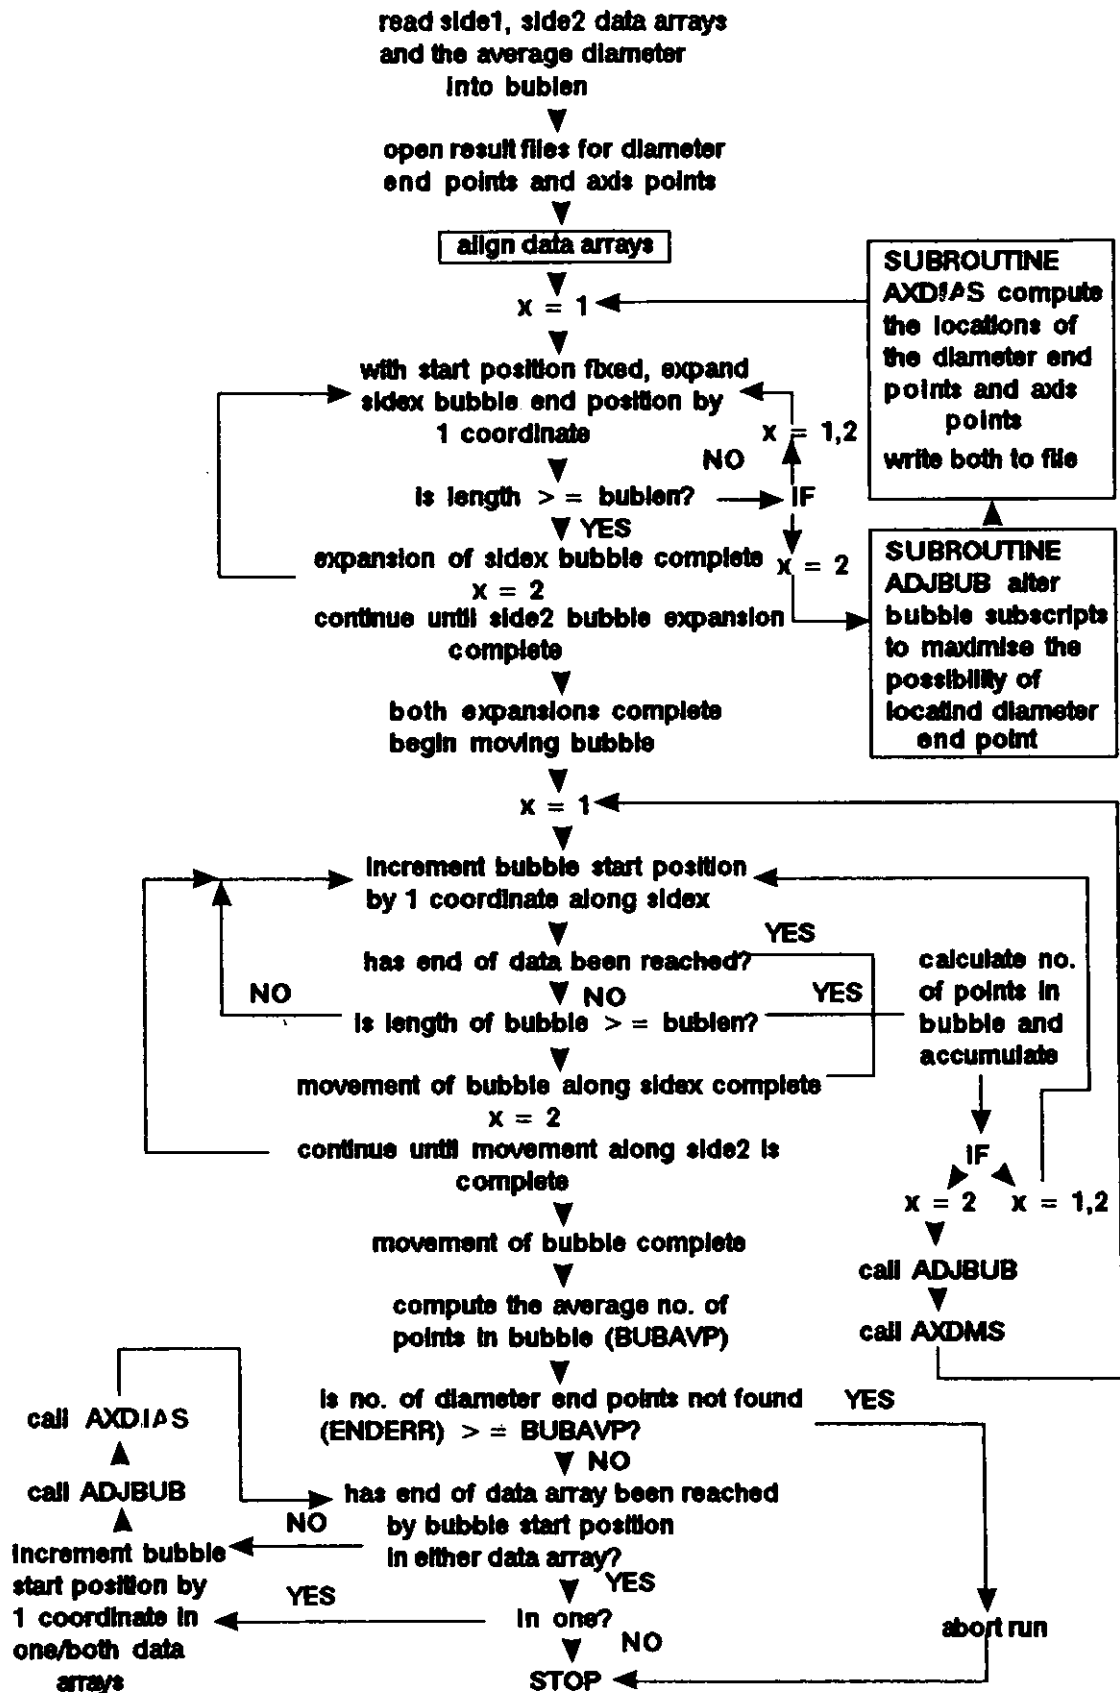 read side1, side2 data arrays
and the average diameter
into bublen
open result files for diameter
end points and axis points
align data arrays
x = 1
SUBROUTINE
AXDIAS compute
the locations of
the diameter end
points and axis
points
write both to file
with start position fixed, expand
sidex bubble end position by
1 coordinate
x = 1,2
NO
is length > = bublen?
IF
YES
expansion of sidex bubble complete
x = 2
x = 2
continue until side2 bubble expansion
complete
SUBROUTINE
ADJBUB alter
bubble subscripts
to maximise the
possibility of
locatind diameter
end point
both expansions complete
begin moving bubble
x = 1
increment bubble start position
by 1 coordinate along sidex
YES
has end of data been reached?
NO
NO
YES
is length of bubble > = bublen?
calculate no.
of points in
bubble and
accumulate
movement of bubble along sidex complete
x = 2
continue until movement along side2 is
complete
IF
x = 2
x = 1,2
call ADJBUB
call AXDMS
movement of bubble complete
compute the average no. of
points in bubble (BUBAVP)
is no. of diameter end points not found
(ENDERR) > = BUBAVP?
YES
NO
call AXDIAS
call ADJBUB
has end of data array been reached
by bubble start position
in either data array?
NO
increment bubble
start position by
1 coordinate in
one/both data
arrays
YES
YES
in one?
NO
STOP
abort run